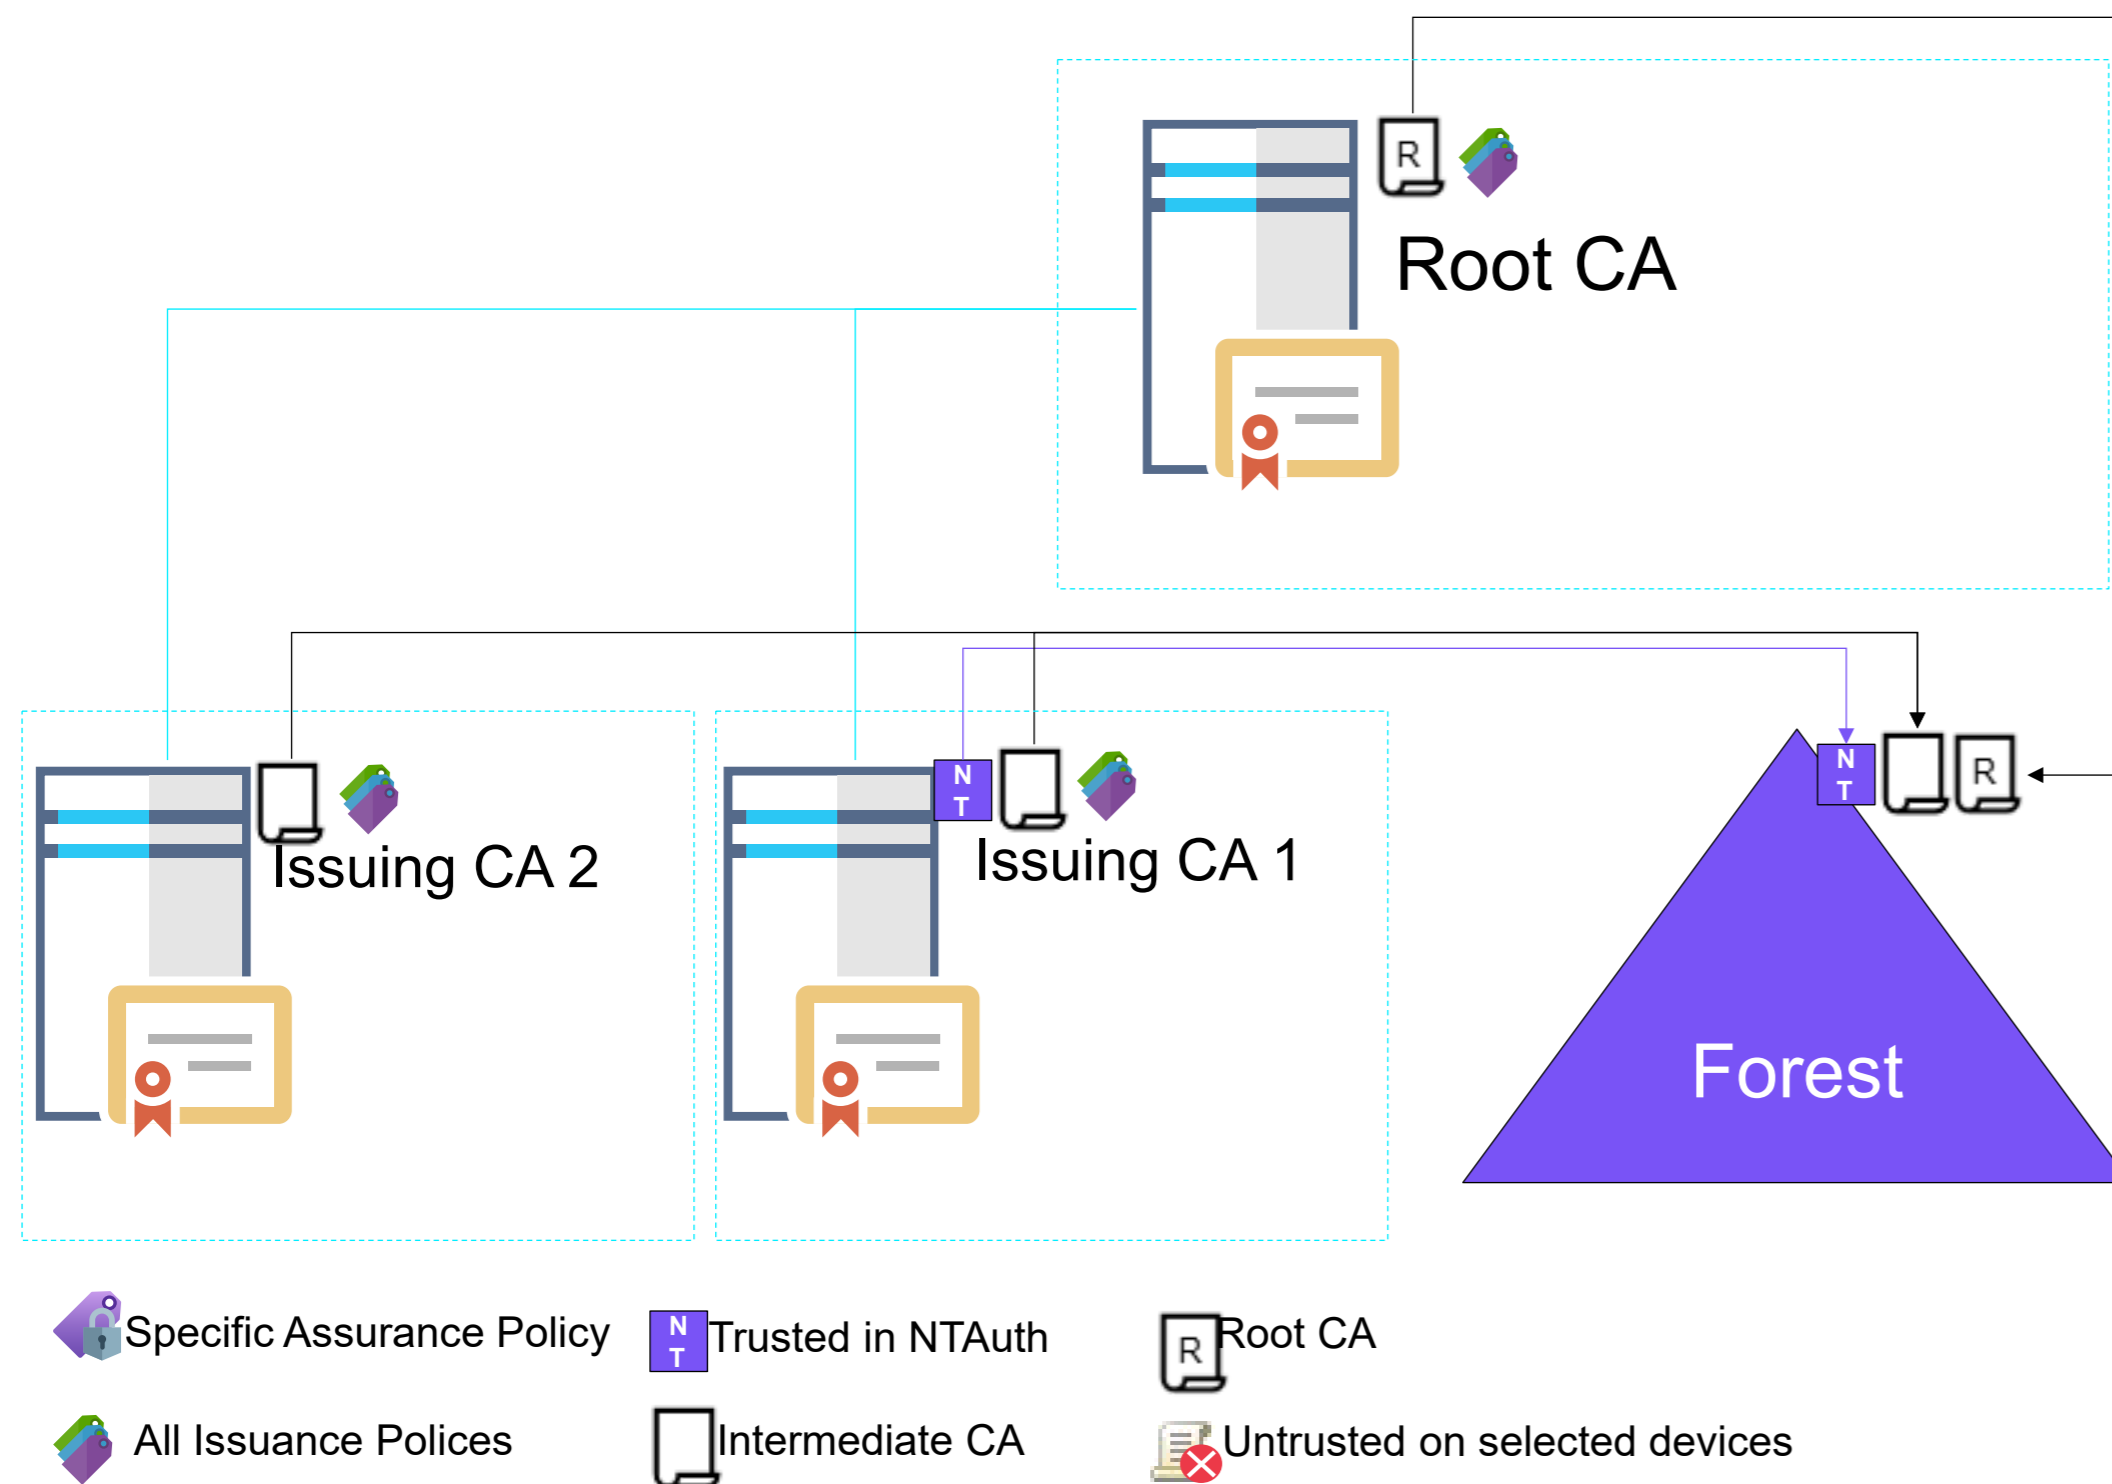 R
Root CA
N
T
N
T
R
Issuing CA 2
Issuing CA 1
Forest
Specific Assurance Policy
N
T
Trusted in NTAuth
R
Root CA
All Issuance Polices
Intermediate CA
Untrusted on selected devices